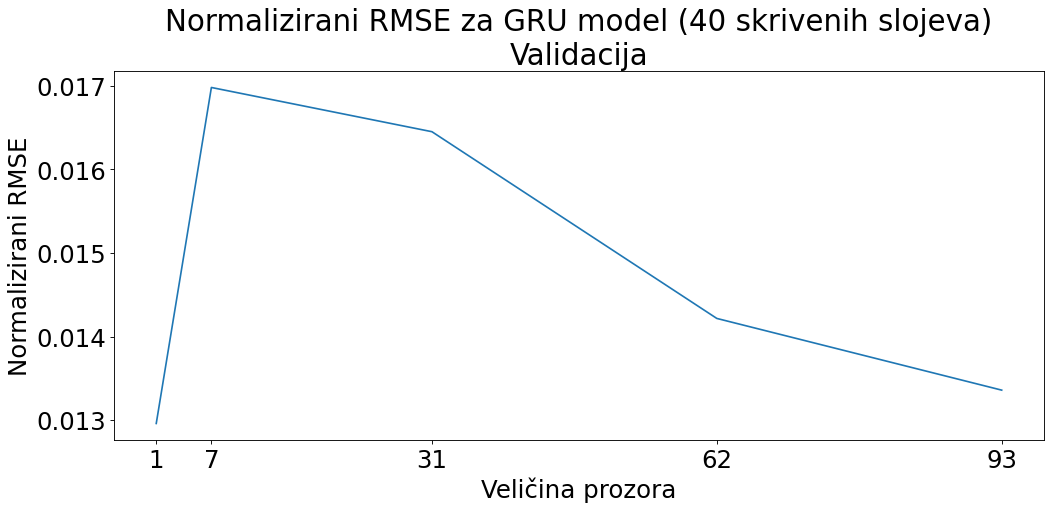 Normalizirani RMSE za GRU model (40 skrivenih slojeva)
Validacija
0.017
0.016
0.015
0.014
0.013
Normalizirani RMSE
1 7 31 62 93
Veličina prozora